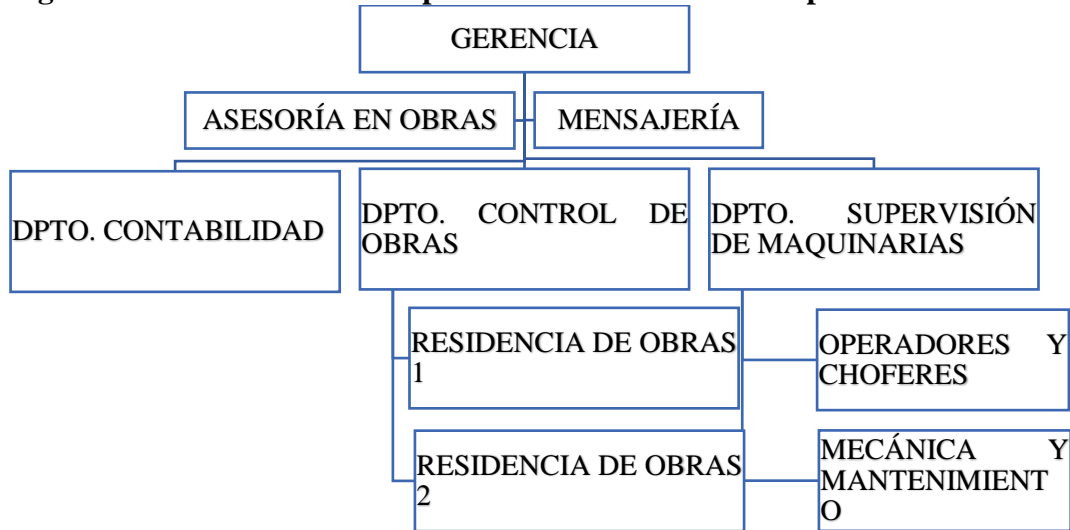 GERENCIA
ASESORÍA EN OBRAS
MENSAJERÍA
DPTO. CONTABILIDAD
DPTO. CONTROL DE
OBRAS
DPTO. SUPERVISIÓN
DE MAQUINARIAS
RESIDENCIA DE OBRAS
1
OPERADORES Y
CHOFERES
RESIDENCIA DE OBRAS
2
MECÁNICA Y
MANTENIMIENT
O